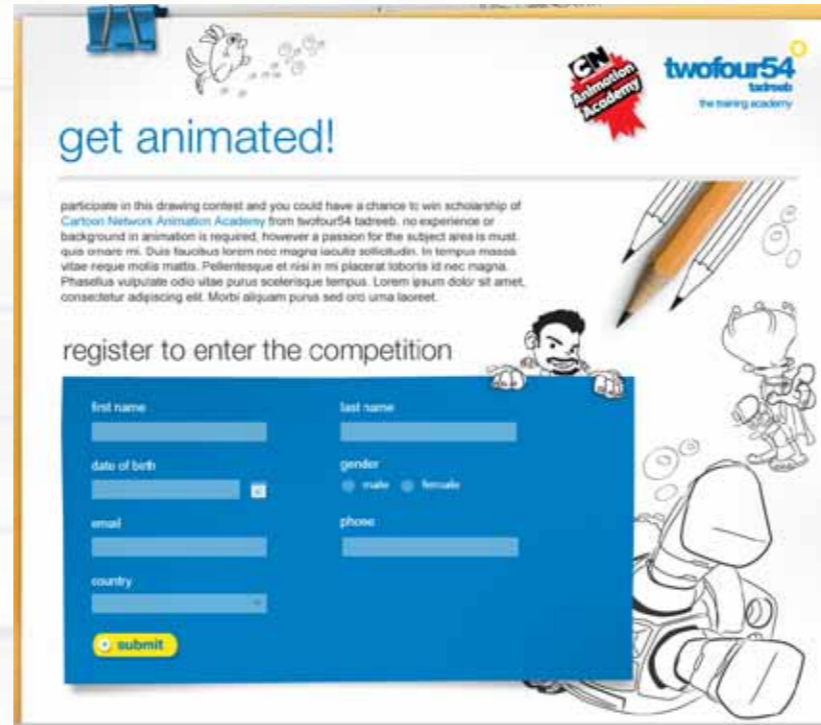 CN
Animation
Academy
twofour54
tadreeb
the training academy
get animated!
participate in this drawing contest and you could have a chance to win scholarship of
Cartoon Network Animation Academy from twofour54 tadreeb. no experience or
background in animation is required, however a passion for the subject area is must.
quis ornare mi. Duis faucibus lorem nec magna iaculis sollicitudin. In tempus massa
vitae neque mollis mattis. Pellentesque et nisi in mi placerat lobortis id nec magna.
Phasellus vulputate odio vitae purus scelerisque tempus. Lorem ipsum dolor sit amet,
consectetur adipiscing elit. Morbi aliquam purus sed orci urna laoreet.
register to enter the competition
first name last name
date of birth gender
male female
email phone
country
submit